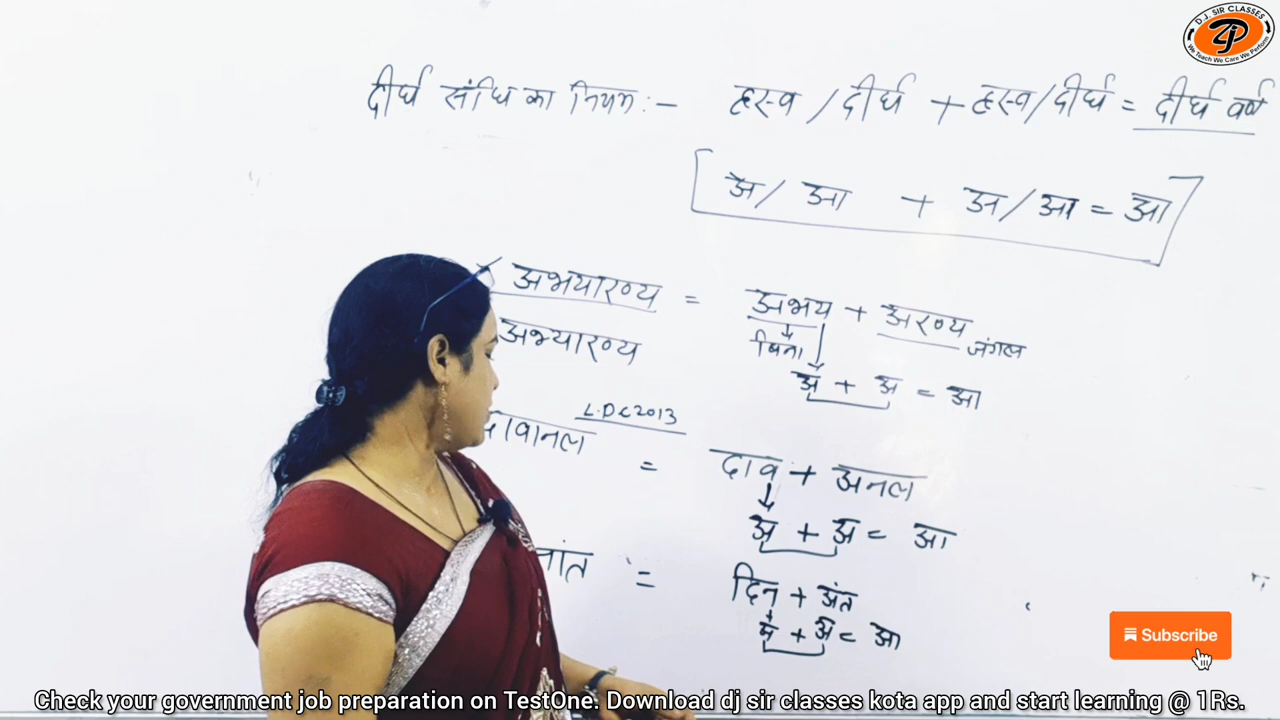 D.J. SIR CLASSES
We Teach We Care We Perform
दीर्घ संधि का नियम :- ह्रस्व / दीर्घ + ह्रस्व/दीर्घ = दीर्घ वर्ण
अ / आ + अ / आ = आ
अभयारण्य = अभय + अरण्य
अभ्यारण्य बिना जंगल
अ + अ = आ
L.DC 2013
दावानल = दाव + अनल
अ + अ = आ
नांत = दिन + अंत
अ + अ = आ
Subscribe
Check your government job preparation on TestOne. Download dj sir classes kota app and start learning @ 1Rs.